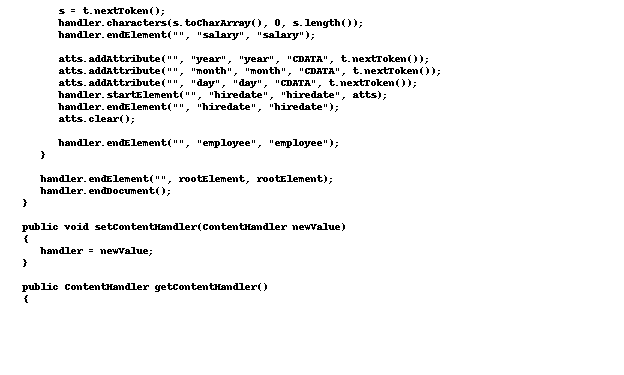 s = t.nextToken();
handler.characters(s.toCharArray(), 0, s.length());
handler.endElement("", "salary", "salary");
atts.addAttribute("", "year", "year", "CDATA", t.nextToken());
atts.addAttribute("", "month", "month", "CDATA", t.nextToken());
atts.addAttribute("", "day", "day", "CDATA", t.nextToken());
handler.startElement("", "hiredate", "hiredate", atts);
handler.endElement("", "hiredate", "hiredate");
atts.clear();
handler.endElement("", "employee", "employee");
}
handler.endElement("", rootElement, rootElement);
handler.endDocument();
}
public void setContentHandler(ContentHandler newValue)
{
handler = newValue;
}
public ContentHandler getContentHandler()
{